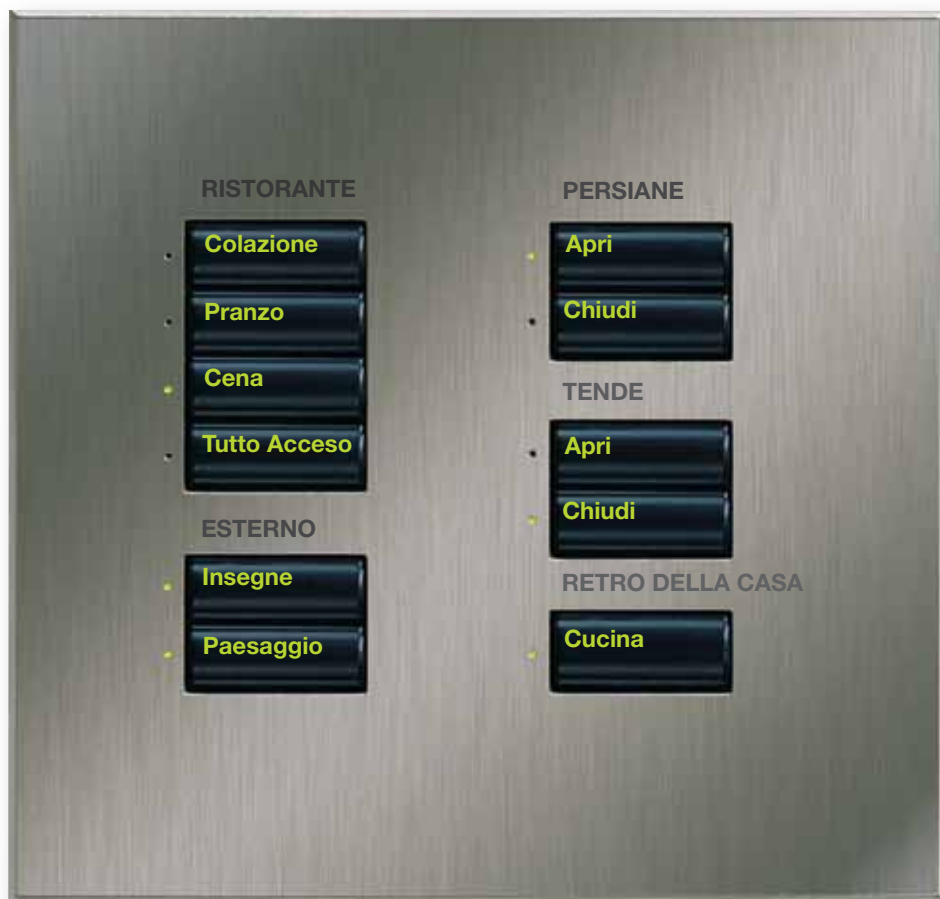 RISTORANTE
Colazione
Pranzo
Cena
Tutto Acceso
ESTERNO
Insegne
Paesaggio
PERSIANE
Apri
Chiudi
TENDE
Apri
Chiudi
RETRO DELLA CASA
Cucina